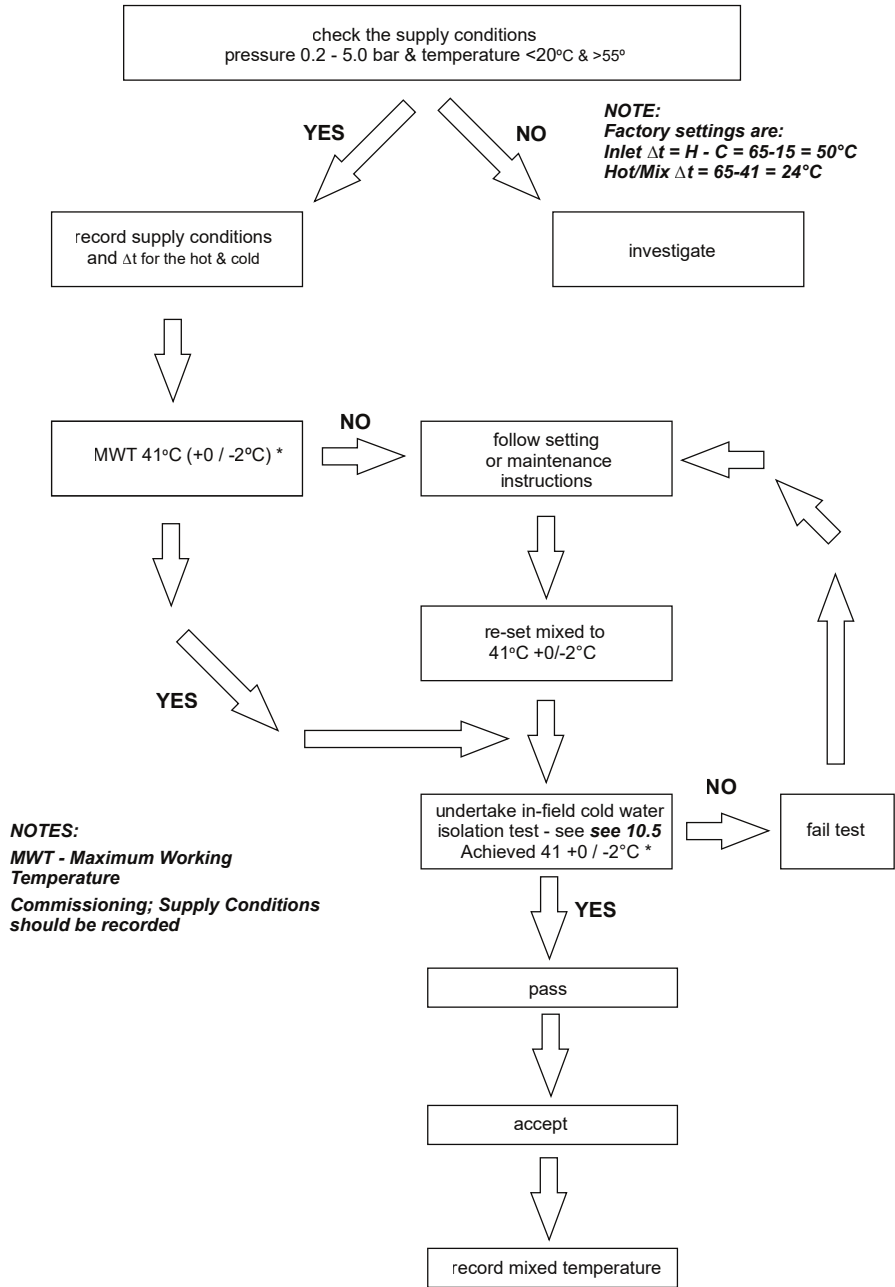 check the supply conditions
pressure 0.2 - 5.0 bar & temperature <20ºC & >55º
YES
NO
NOTE:
Factory settings are:
Inlet Δt = H - C = 65-15 = 50°C
Hot/Mix Δt = 65-41 = 24°C
record supply conditions
and Δt for the hot & cold
investigate
MWT 41ºC (+0 / -2ºC) *
NO
follow setting
or maintenance
instructions
re-set mixed to
41ºC +0/-2°C
YES
undertake in-field cold water
isolation test - see see 10.5
Achieved 41 +0 / -2°C *
NO
fail test
NOTES:
MWT - Maximum Working
Temperature
Commissioning; Supply Conditions
should be recorded
YES
pass
accept
record mixed temperature